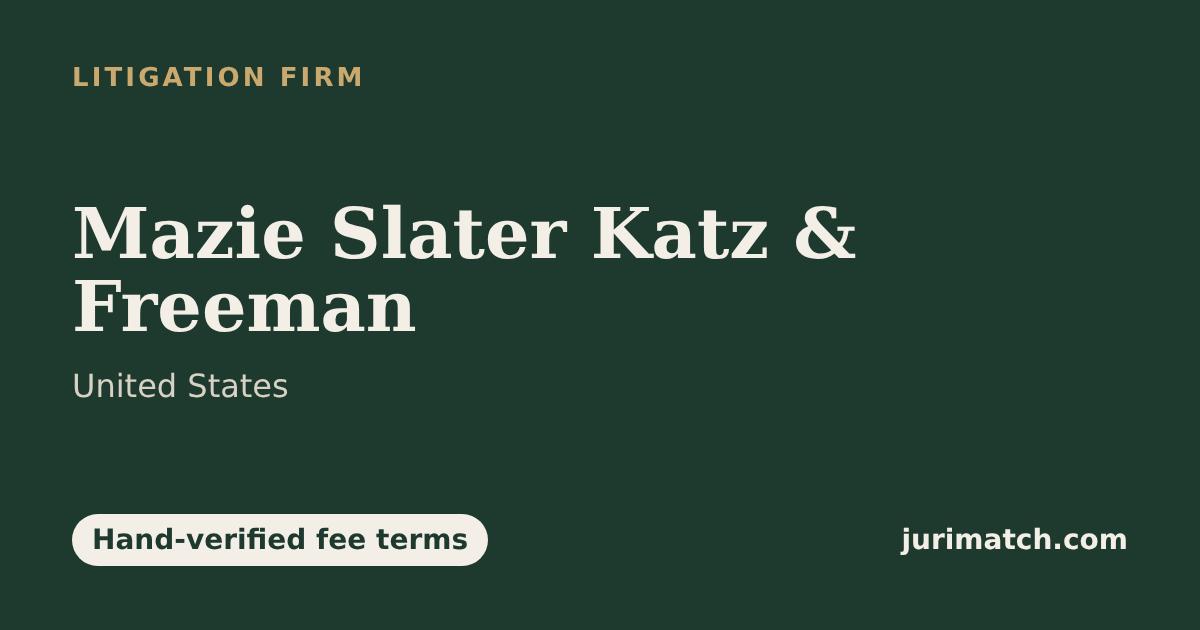 LITIGATION FIRM
Mazie Slater Katz &
Freeman
United States
Hand-verified fee terms
jurimatch.com